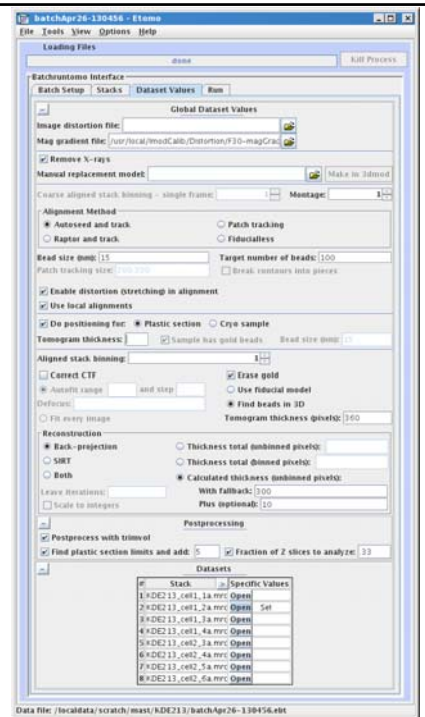 batchApr26-130456 - Etomo
File Tools View Options Help
Loading Files
done Kill Process
Batchruntomo Interface
Batch Setup Stacks Dataset Values Run
Global Dataset Values
Image distortion file:
Mag gradient file: /usr/local/ImodCalib/Distortion/F30-magGrad
Remove X-rays
Manual replacement model: Make in 3dmod
Coarse aligned stack binning - single frame: 1 Montage: 1
Alignment Method
Autoseed and track Patch tracking
Raptor and track Fiducialless
Bead size (nm): 15 Target number of beads: 100
Patch tracking size: Break contours into pieces
Enable distortion (stretching) in alignment
Use local alignments
Do positioning for: Plastic section Cryo sample
Tomogram thickness: Sample has gold beads Bead size (nm):
Aligned stack binning: 1
Correct CTF Erase gold
Autofit range and step Use fiducial model
Defocus: Find beads in 3D
Fit every image Tomogram thickness (pixels): 360
Reconstruction
Back-projection Thickness total (unbinned pixels):
SIRT Thickness total (binned pixels):
Both Calculated thickness (unbinned pixels):
Leave iterations: With fallback: 300
Scale to integers Plus (optional): 10
Postprocessing
Postprocess with trimvol
Find plastic section limits and add: 5 Fraction of Z slices to analyze: 33
Datasets
# Stack > Specific Values
1 KDE213_cell1_1a.mrc Open
2 KDE213_cell1_2a.mrc Open Set
3 KDE213_cell1_3a.mrc Open
4 KDE213_cell1_4a.mrc Open
5 KDE213_cell2_3a.mrc Open
6 KDE213_cell2_4a.mrc Open
7 KDE213_cell2_5a.mrc Open
8 KDE213_cell2_6a.mrc Open
Data file: /localdata/scratch/mast/KDE213/batchApr26-130456.ebt